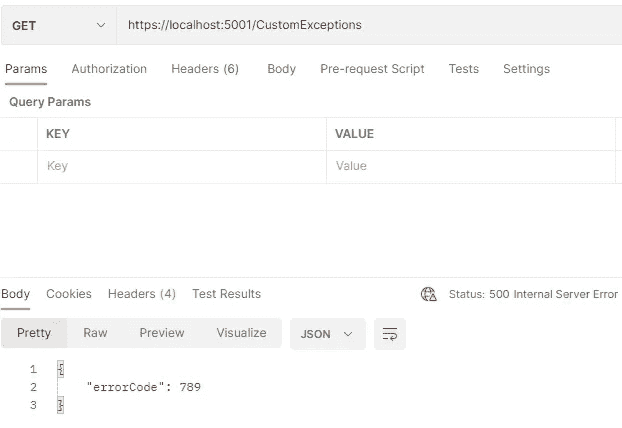 GET https://localhost:5001/CustomExceptions
Params Authorization Headers (6) Body Pre-request Script Tests Settings
Query Params
KEY VALUE
Key Value
Body Cookies Headers (4) Test Results Status: 500 Internal Server Error
Pretty Raw Preview Visualize JSON
1 {
2 "errorCode": 789
3 }